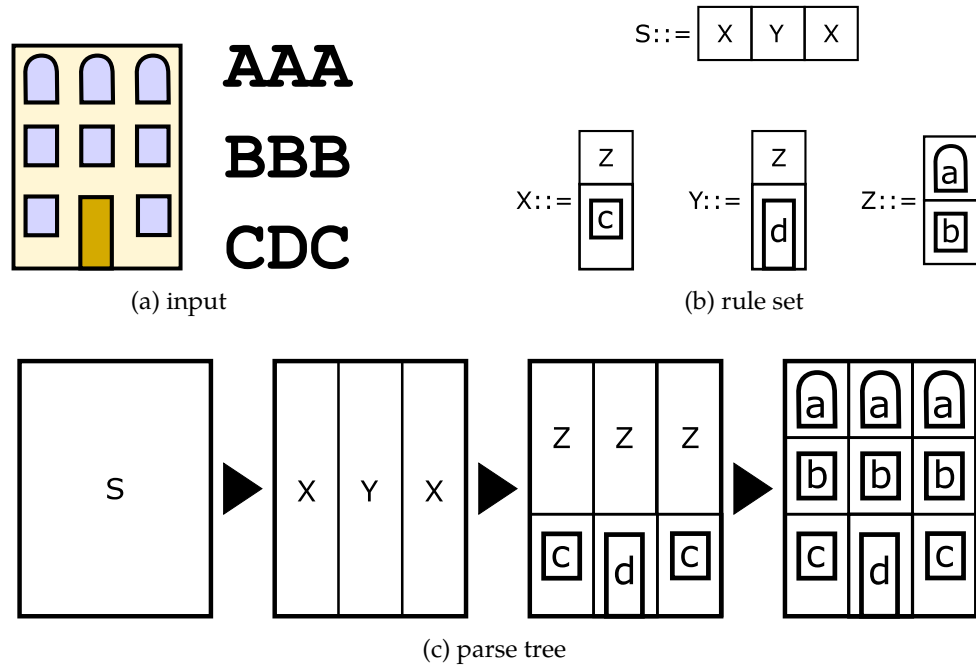 AAA
BBB
CDC
(a) input
S::= X Y X
X::= Z c
Y::= Z d
Z::= a b
(b) rule set
S
X Y X
Z Z Z
c d c
a a a
b b b
c d c
(c) parse tree